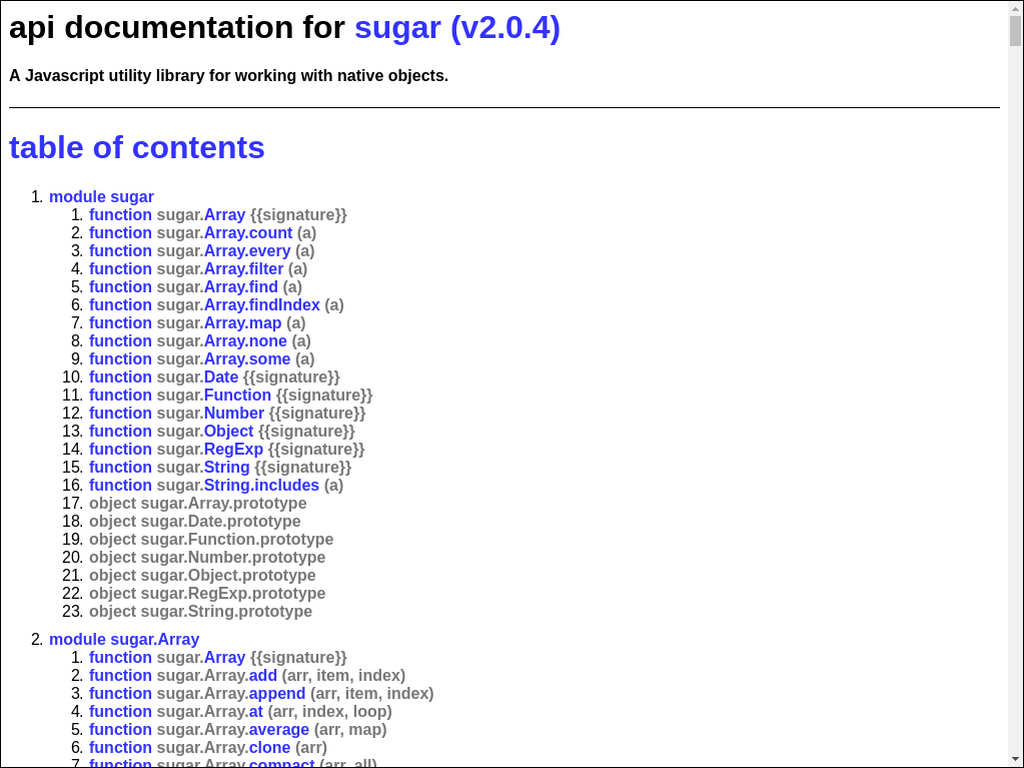 api documentation for sugar (v2.0.4)
A Javascript utility library for working with native objects.
table of contents
1. module sugar
1. function sugar.Array {{signature}}
2. function sugar.Array.count (a)
3. function sugar.Array.every (a)
4. function sugar.Array.filter (a)
5. function sugar.Array.find (a)
6. function sugar.Array.findIndex (a)
7. function sugar.Array.map (a)
8. function sugar.Array.none (a)
9. function sugar.Array.some (a)
10. function sugar.Date {{signature}}
11. function sugar.Function {{signature}}
12. function sugar.Number {{signature}}
13. function sugar.Object {{signature}}
14. function sugar.RegExp {{signature}}
15. function sugar.String {{signature}}
16. function sugar.String.includes (a)
17. object sugar.Array.prototype
18. object sugar.Date.prototype
19. object sugar.Function.prototype
20. object sugar.Number.prototype
21. object sugar.Object.prototype
22. object sugar.RegExp.prototype
23. object sugar.String.prototype
2. module sugar.Array
1. function sugar.Array {{signature}}
2. function sugar.Array.add (arr, item, index)
3. function sugar.Array.append (arr, item, index)
4. function sugar.Array.at (arr, index, loop)
5. function sugar.Array.average (arr, map)
6. function sugar.Array.clone (arr)
7. function sugar.Array.compact (arr, all)